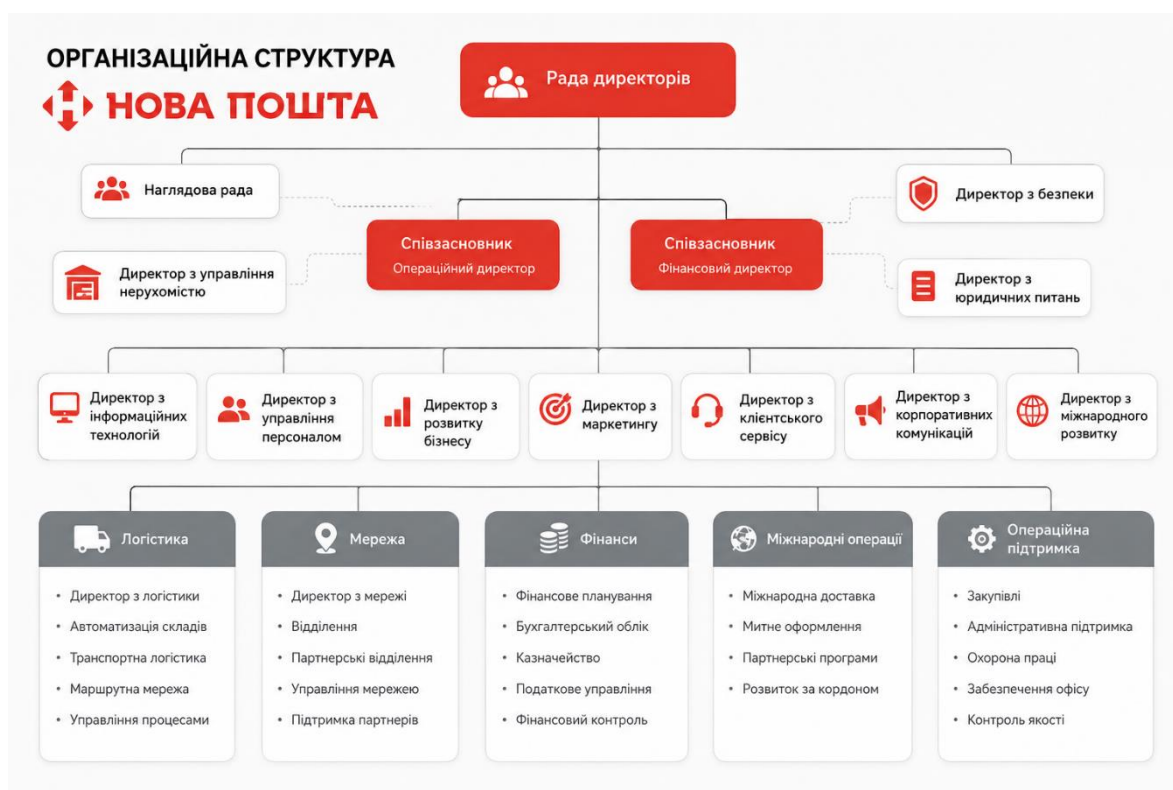 ОРГАНІЗАЦІЙНА СТРУКТУРА
НОВА ПОШТА
Рада директорів
Наглядова рада
Директор з безпеки
Співзасновник
Операційний директор
Співзасновник
Фінансовий директор
Директор з управління
нерухомістю
Директор з
юридичних питань
Директор з
інформаційних
технологій
Директор з
управління
персоналом
Директор з
розвитку
бізнесу
Директор з
маркетингу
Директор з
клієнтського
сервісу
Директор з
корпоративних
комунікацій
Директор з
міжнародного
розвитку
Логістика
• Директор з логістики
• Автоматизація складів
• Транспортна логістика
• Маршрутна мережа
• Управління процесами
Мережа
• Директор з мережі
• Відділення
• Партнерські відділення
• Управління мережею
• Підтримка партнерів
Фінанси
• Фінансове планування
• Бухгалтерський облік
• Казначейство
• Податкове управління
• Фінансовий контроль
Міжнародні операції
• Міжнародна доставка
• Митне оформлення
• Партнерські програми
• Розвиток за кордоном
Операційна
підтримка
• Закупівлі
• Адміністративна підтримка
• Охорона праці
• Забезпечення офісу
• Контроль якості